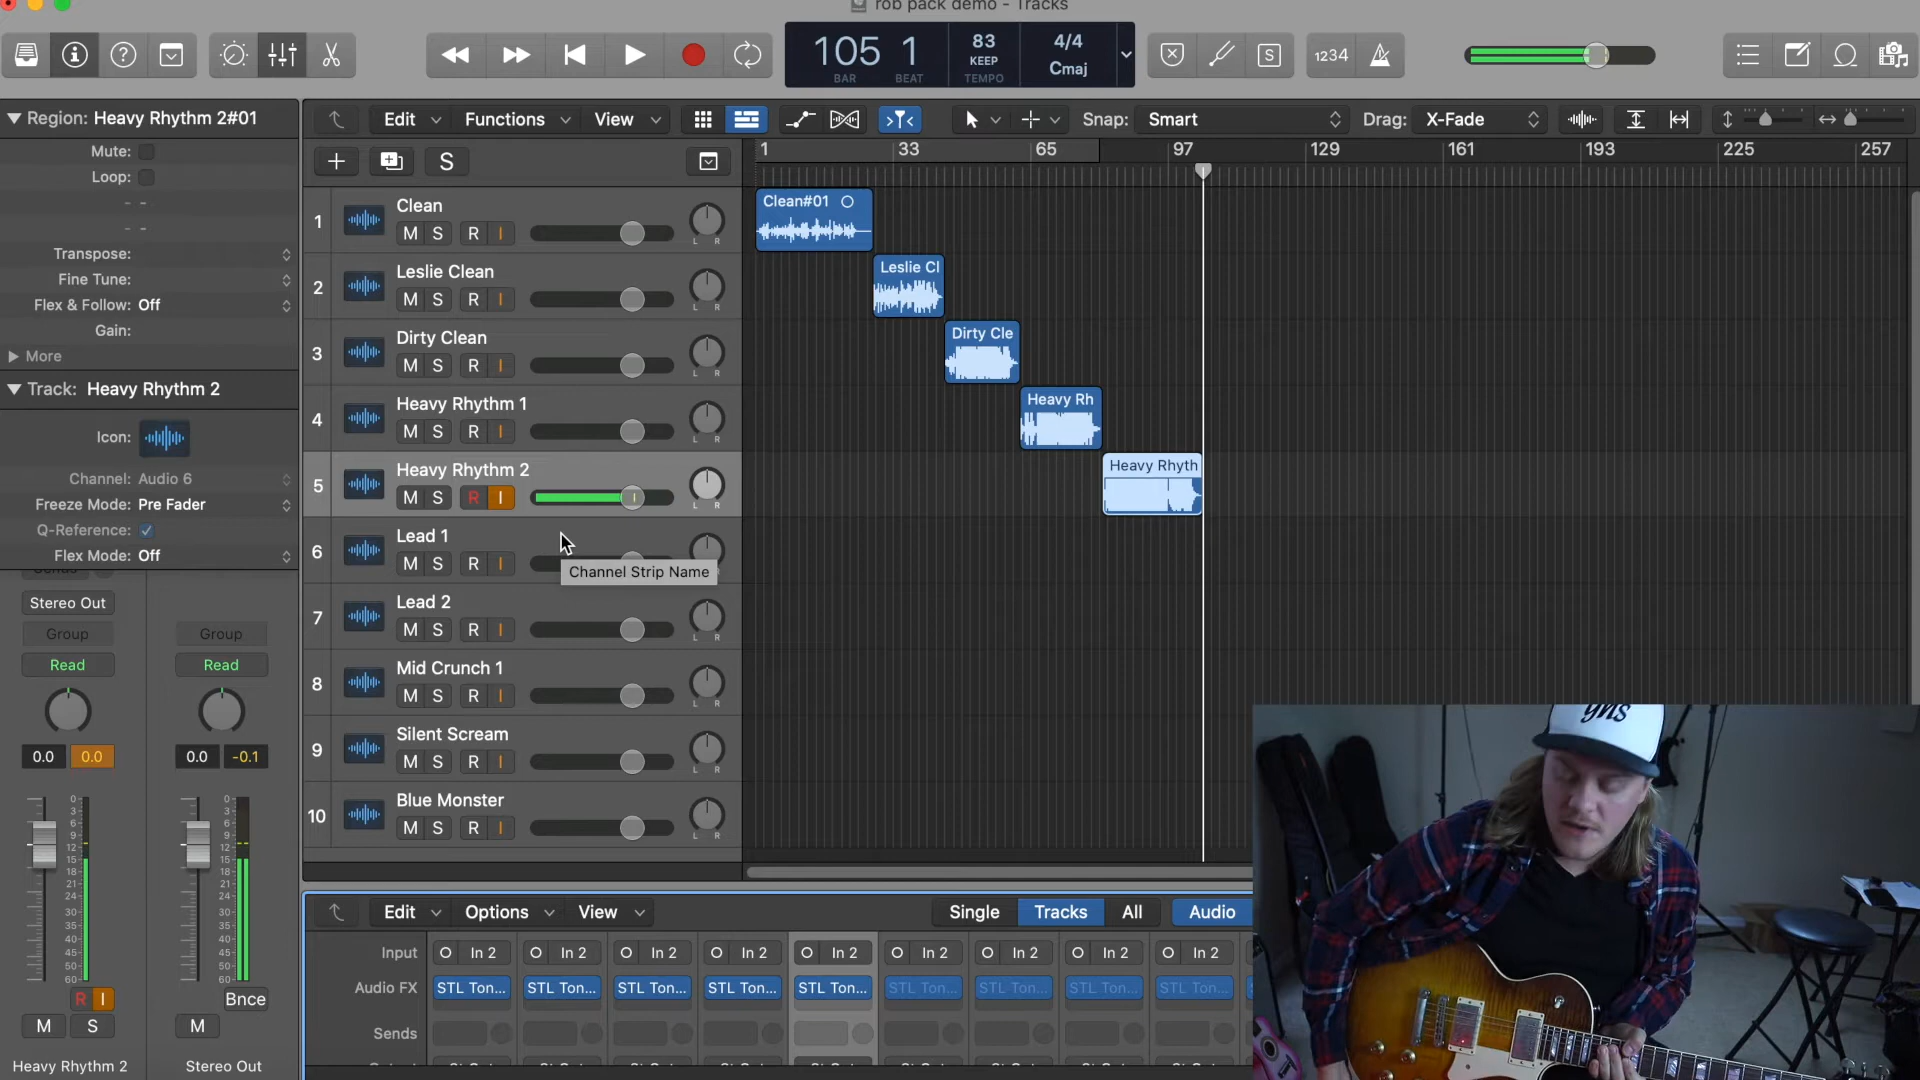 rob pack demo - Tracks
105 1
BAR BEAT
83
KEEP
TEMPO
4/4
Cmaj
S
1234
Region: Heavy Rhythm 2#01
Mute:
Loop:
Transpose:
Fine Tune:
Flex & Follow: Off
Gain:
More
Track: Heavy Rhythm 2
Icon:
Channel: Audio 6
Freeze Mode: Pre Fader
Q-Reference:
Flex Mode: Off
Stereo Out
Group
Group
Read
Read
0.0 0.0
0.0 -0.1
R I
Bnce
M S
M
Heavy Rhythm 2
Stereo Out
Edit Functions View
Snap: Smart
Drag: X-Fade
S
1 33 65 97 129 161 193 225 257
1 Clean
M S R I
L R
2 Leslie Clean
M S R I
L R
3 Dirty Clean
M S R I
L R
4 Heavy Rhythm 1
M S R I
L R
5 Heavy Rhythm 2
M S R I
L R
6 Lead 1
M S R I
Channel Strip Name
7 Lead 2
M S R I
L R
8 Mid Crunch 1
M S R I
L R
9 Silent Scream
M S R I
L R
10 Blue Monster
M S R I
L R
Clean#01
Leslie Cl
Dirty Cle
Heavy Rh
Heavy Rhyth
Edit Options View
Single Tracks All Audio
Input In 2 In 2 In 2 In 2 In 2 In 2 In 2 In 2 In 2
Audio FX STL Ton... STL Ton... STL Ton... STL Ton... STL Ton... STL Ton... STL Ton... STL Ton... STL Ton...
Sends